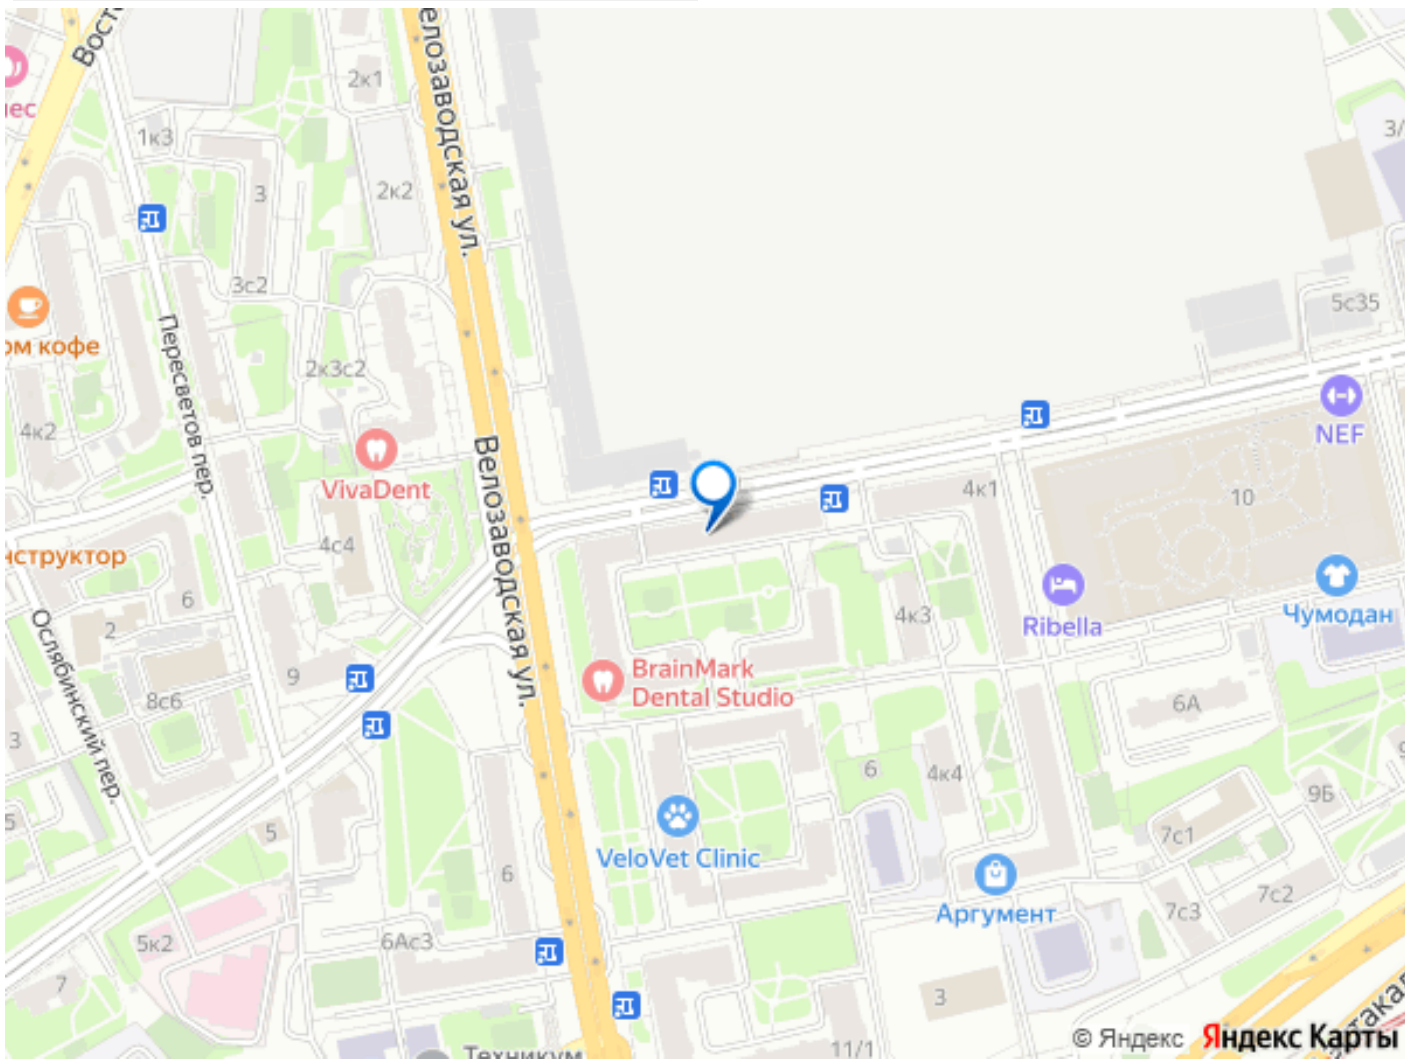 Вост
елозаводская ул.
2к1
1к3
3
2к2
3/
3с2
5с35
ом кофе
Пересветов пер.
2к3с2
4к2
NEF
VivaDent
Велозаводская ул.
4к1
10
4с4
нструктор
6
Ослябинский пер.
2
4к3
Ribella
Чумодан
9
BrainMark
Dental Studio
8с6
6А
3
6
4к4
9Б
5
5
7с1
VeloVet Clinic
6
7с2
Аргумент
7с3
5к2
6Ас3
7
3
11/1
Техникум
© Яндекс Яндекс Карты